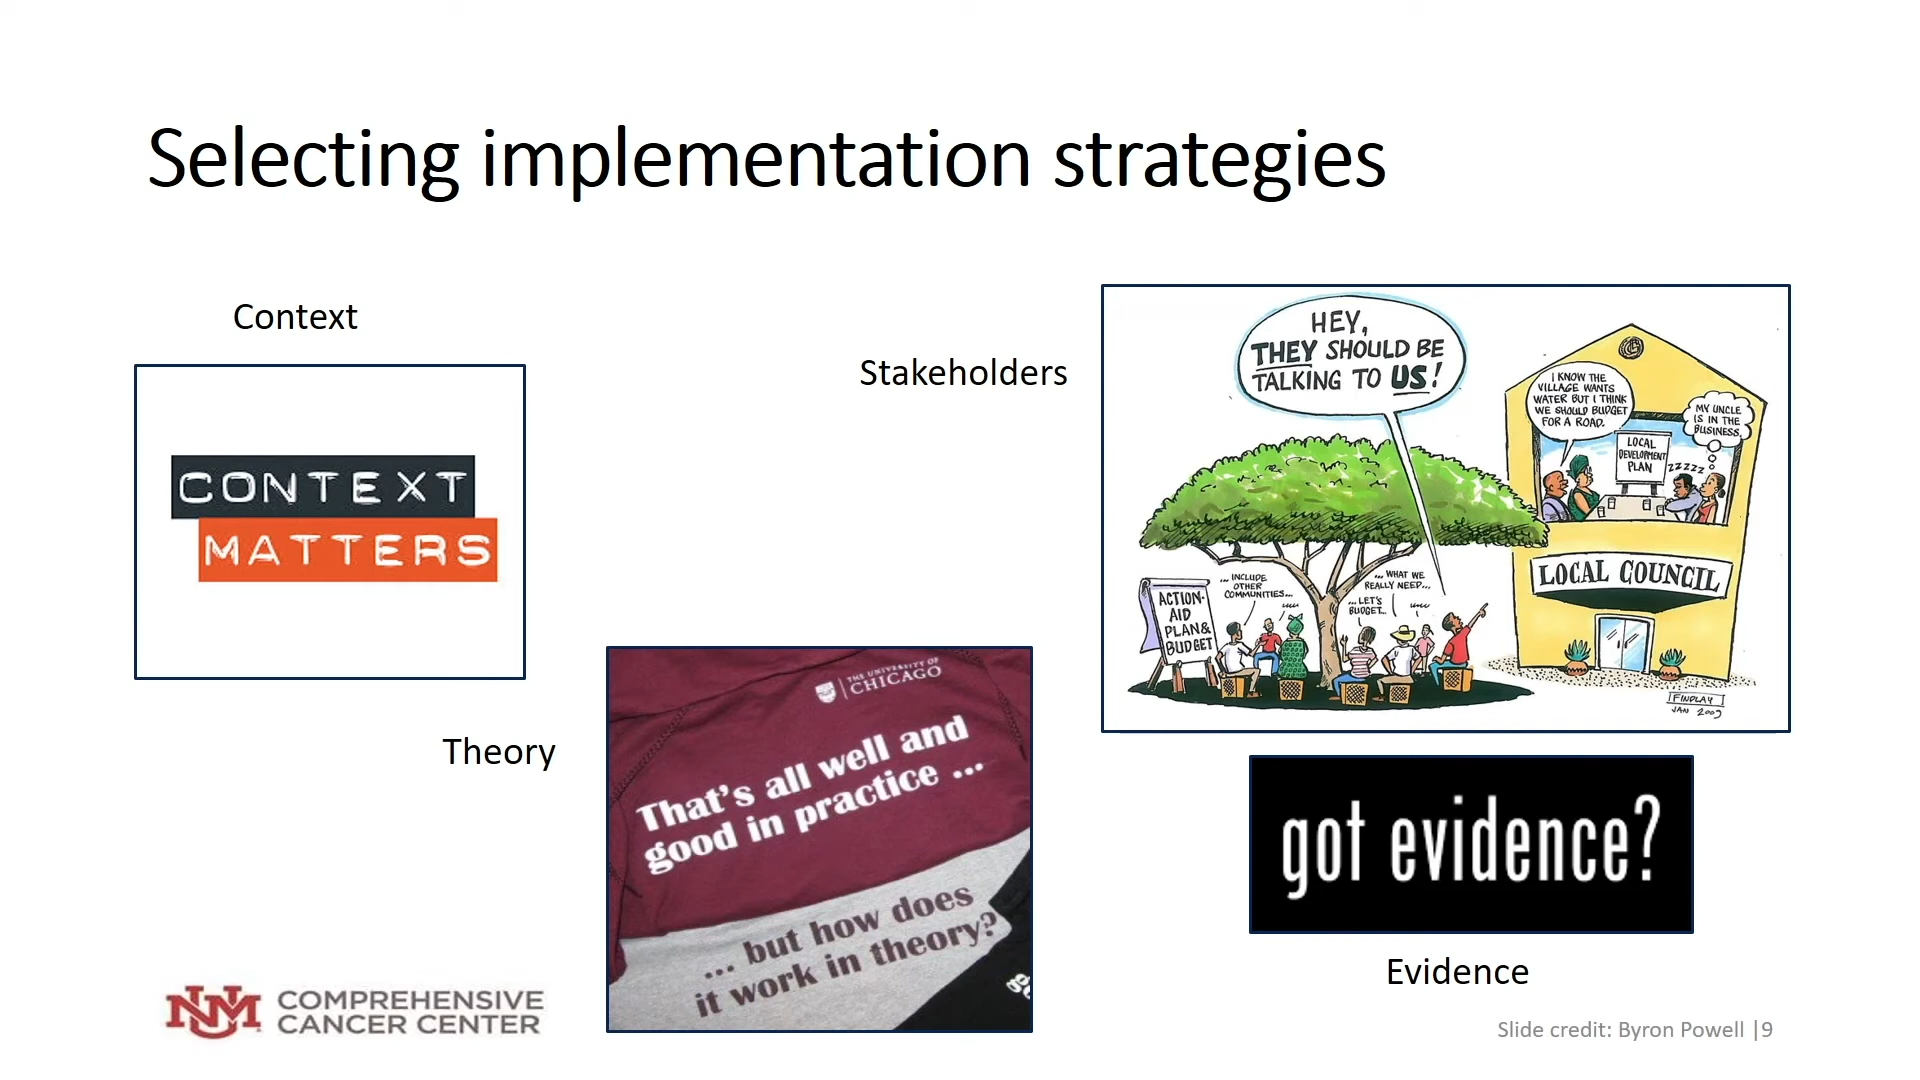 Selecting implementation strategies
Context
CONTEXT
MATTERS
Stakeholders
HEY,
THEY SHOULD BE
TALKING TO US!
I KNOW THE
VILLAGE WANTS
WATER BUT I THINK
WE SHOULD BUDGET
FOR A ROAD.
MY UNCLE
IS IN THE
BUSINESS.
LOCAL
DEVELOPMENT
PLAN
ZZZZZ
LOCAL COUNCIL
ACTION-
AID
PLAN &
BUDGET
... INCLUDE
OTHER
COMMUNITIES...
... LET'S
BUDGET...
... WHAT WE
REALLY NEED...
FINDLAY
JAN 2009
Theory
THE UNIVERSITY OF
CHICAGO
That's all well and
good in practice ...
... but how does
it work in theory?
got evidence?
Evidence
UNM
COMPREHENSIVE
CANCER CENTER
Slide credit: Byron Powell |9